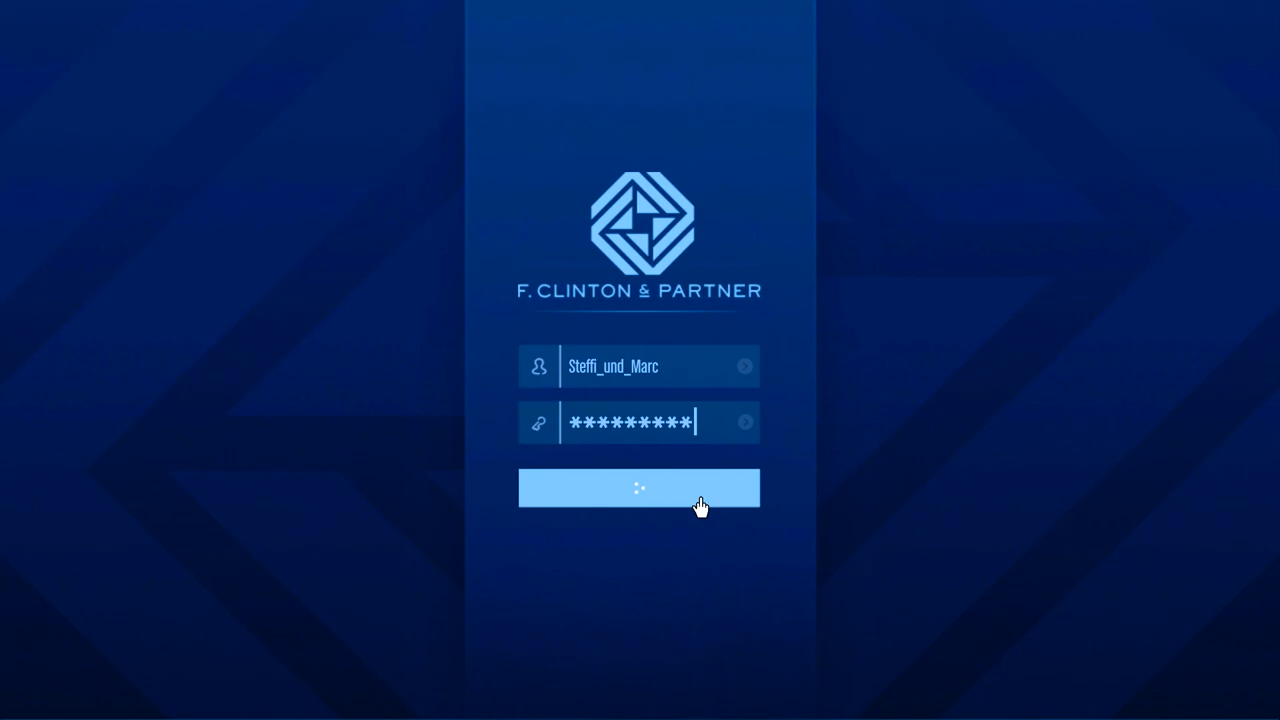 F. CLINTON & PARTNER
Steffi_und_Marc
*********